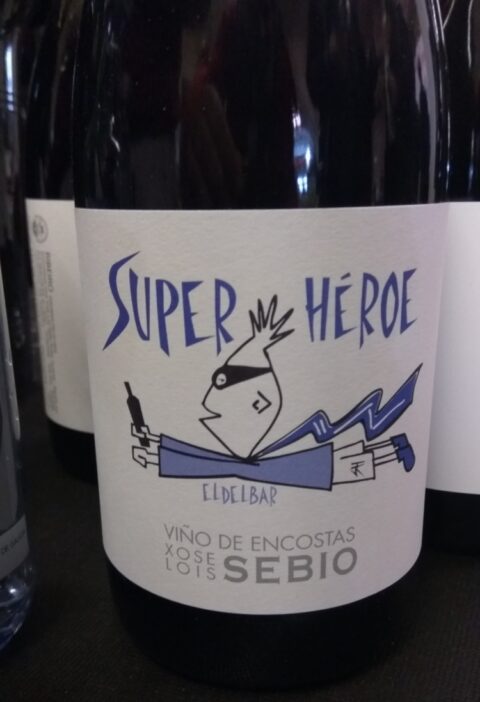 SUPER HÉROE
ELDELBAR
VIÑO DE ENCOSTAS
XOSE
LOIS SEBIO